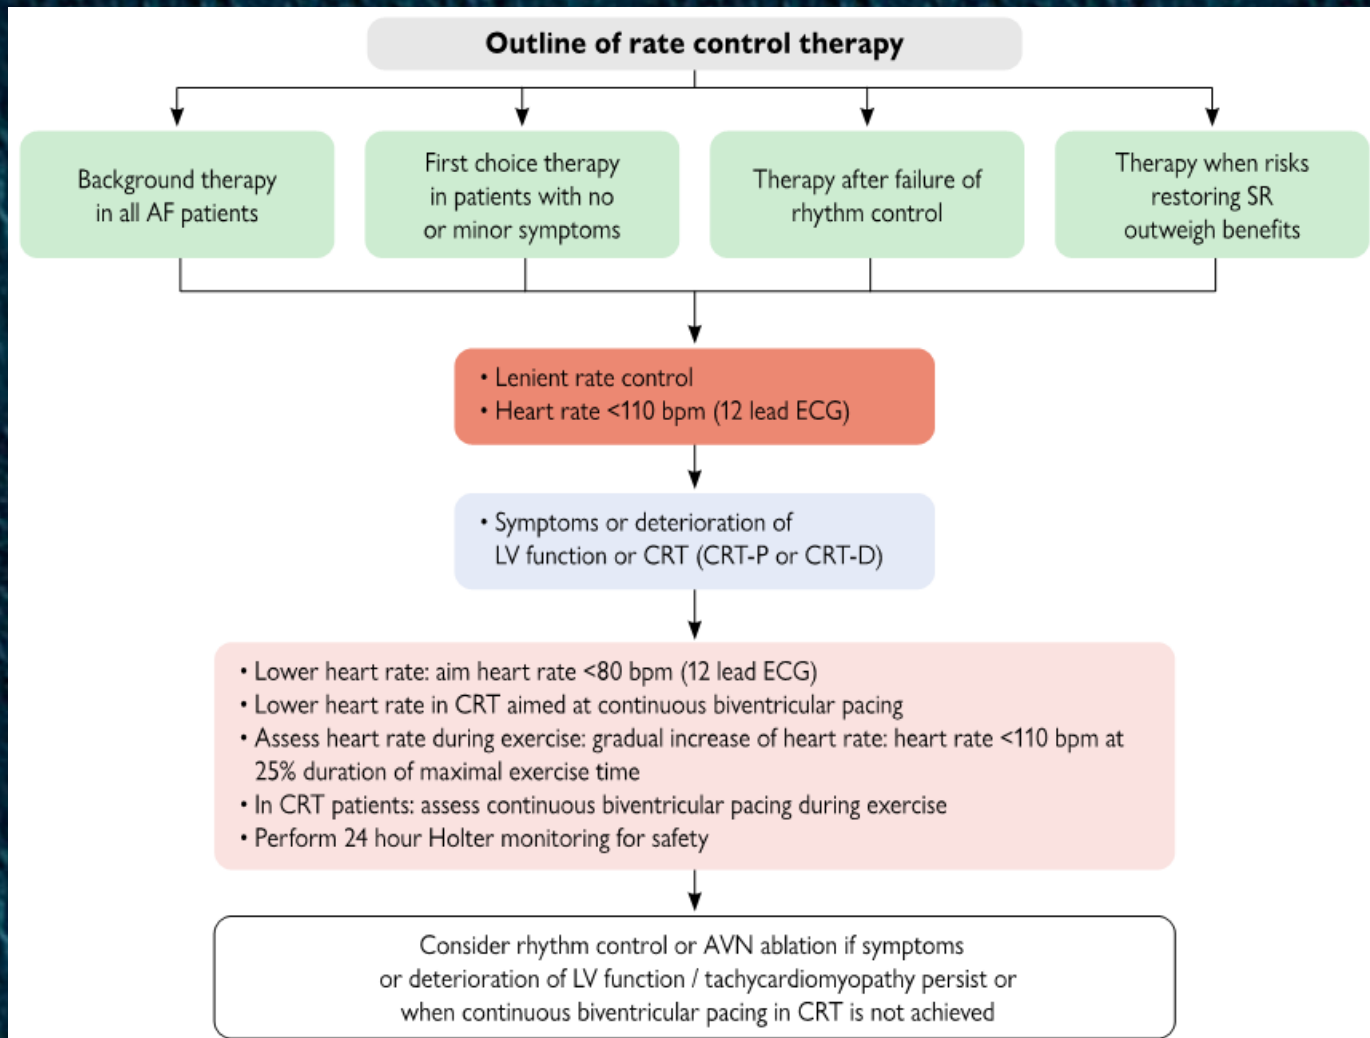 Outline of rate control therapy
Background therapy
in all AF patients
First choice therapy
in patients with no
or minor symptoms
Therapy after failure of
rhythm control
Therapy when risks
restoring SR
outweigh benefits
• Lenient rate control
• Heart rate <110 bpm (12 lead ECG)
• Symptoms or deterioration of
LV function or CRT (CRT-P or CRT-D)
• Lower heart rate: aim heart rate <80 bpm (12 lead ECG)
• Lower heart rate in CRT aimed at continuous biventricular pacing
• Assess heart rate during exercise: gradual increase of heart rate: heart rate <110 bpm at
25% duration of maximal exercise time
• In CRT patients: assess continuous biventricular pacing during exercise
• Perform 24 hour Holter monitoring for safety
Consider rhythm control or AVN ablation if symptoms
or deterioration of LV function / tachycardiomyopathy persist or
when continuous biventricular pacing in CRT is not achieved